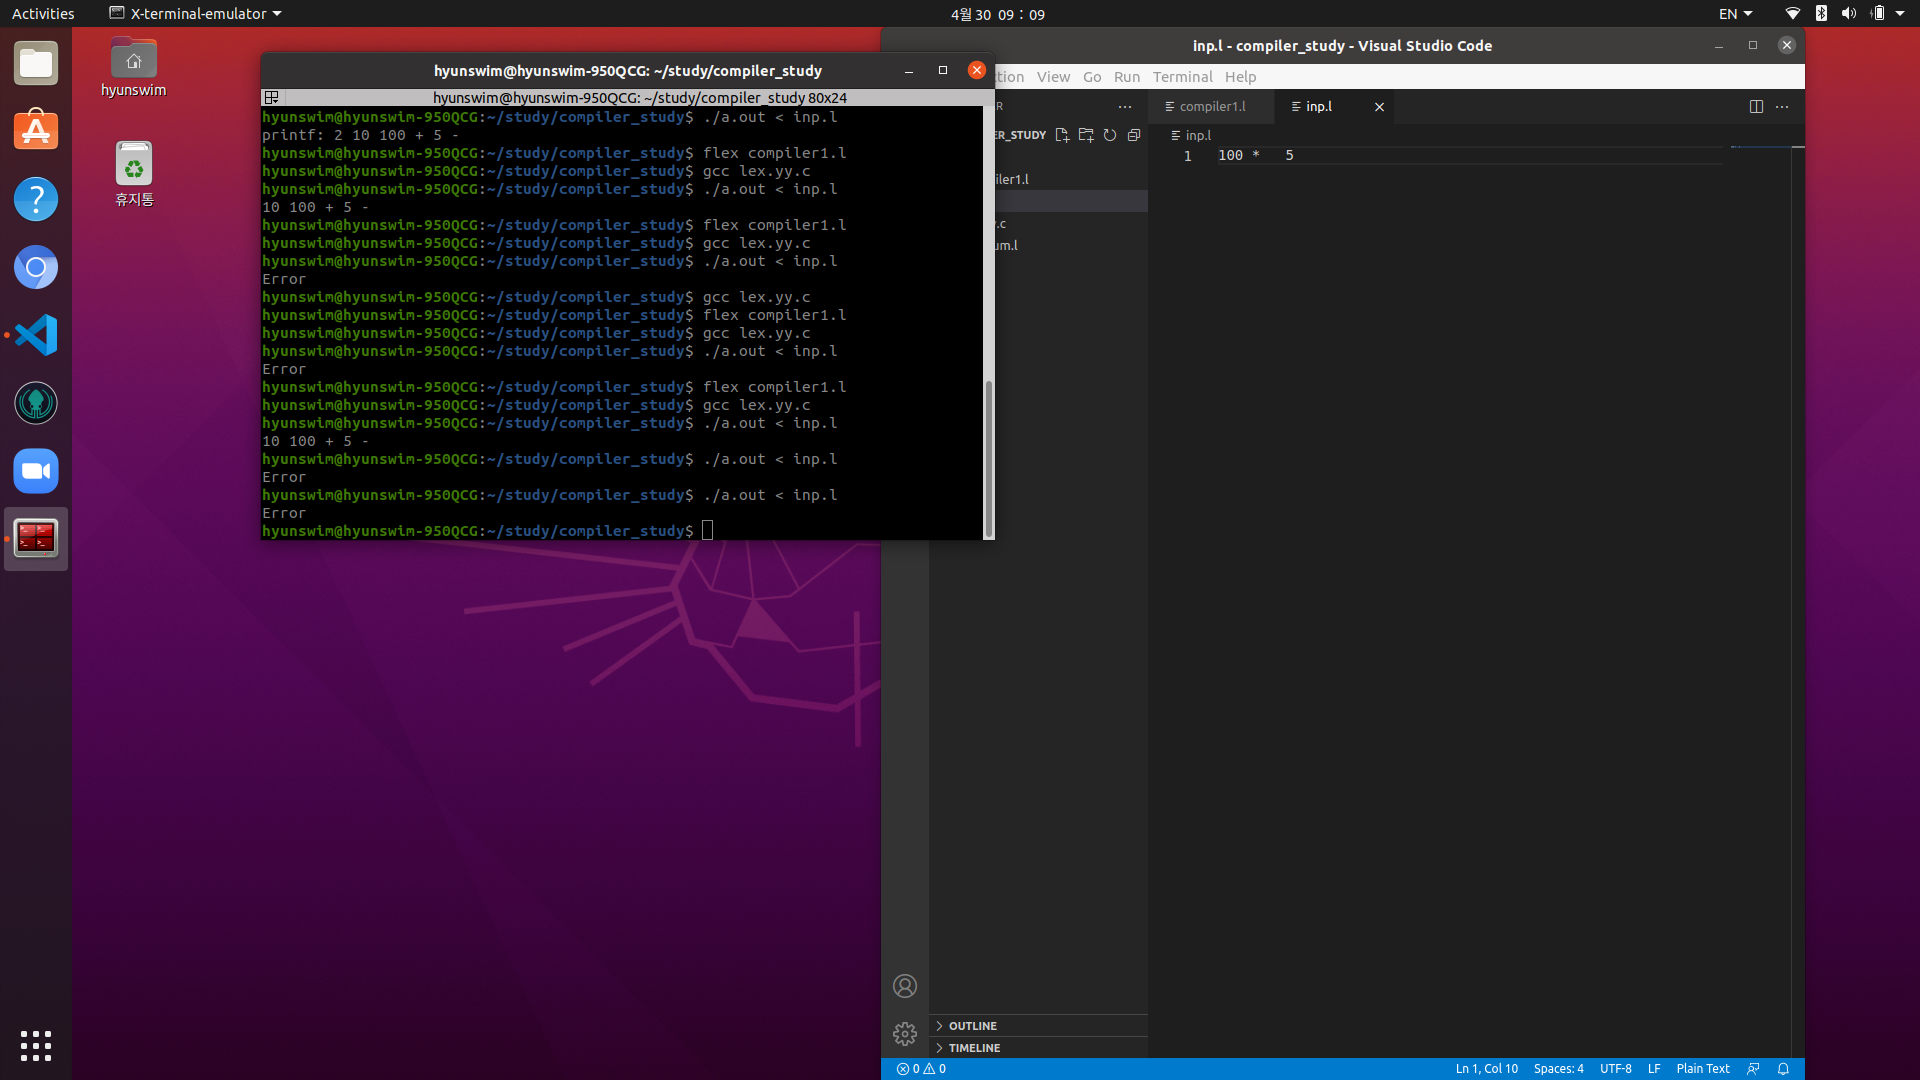 Activities
X-terminal-emulator
4월 30 09 : 09
EN
hyunswim
휴지통
hyunswim@hyunswim-950QCG: ~/study/compiler_study
hyunswim@hyunswim-950QCG: ~/study/compiler_study 80x24
hyunswim@hyunswim-950QCG:~/study/compiler_study$ ./a.out < inp.l
printf: 2 10 100 + 5 -
hyunswim@hyunswim-950QCG:~/study/compiler_study$ flex compiler1.l
hyunswim@hyunswim-950QCG:~/study/compiler_study$ gcc lex.yy.c
hyunswim@hyunswim-950QCG:~/study/compiler_study$ ./a.out < inp.l
10 100 + 5 -
hyunswim@hyunswim-950QCG:~/study/compiler_study$ flex compiler1.l
hyunswim@hyunswim-950QCG:~/study/compiler_study$ gcc lex.yy.c
hyunswim@hyunswim-950QCG:~/study/compiler_study$ ./a.out < inp.l
Error
hyunswim@hyunswim-950QCG:~/study/compiler_study$ gcc lex.yy.c
hyunswim@hyunswim-950QCG:~/study/compiler_study$ flex compiler1.l
hyunswim@hyunswim-950QCG:~/study/compiler_study$ gcc lex.yy.c
hyunswim@hyunswim-950QCG:~/study/compiler_study$ ./a.out < inp.l
Error
hyunswim@hyunswim-950QCG:~/study/compiler_study$ flex compiler1.l
hyunswim@hyunswim-950QCG:~/study/compiler_study$ gcc lex.yy.c
hyunswim@hyunswim-950QCG:~/study/compiler_study$ ./a.out < inp.l
10 100 + 5 -
hyunswim@hyunswim-950QCG:~/study/compiler_study$ ./a.out < inp.l
Error
hyunswim@hyunswim-950QCG:~/study/compiler_study$ ./a.out < inp.l
Error
hyunswim@hyunswim-950QCG:~/study/compiler_study$
inp.l - compiler_study - Visual Studio Code
tion View Go Run Terminal Help
R
ER_STUDY
iler1.l
.c
um.l
compiler1.l
inp.l
inp.l
1 100 * 5
OUTLINE
TIMELINE
0 0
Ln 1, Col 10 Spaces: 4 UTF-8 LF Plain Text